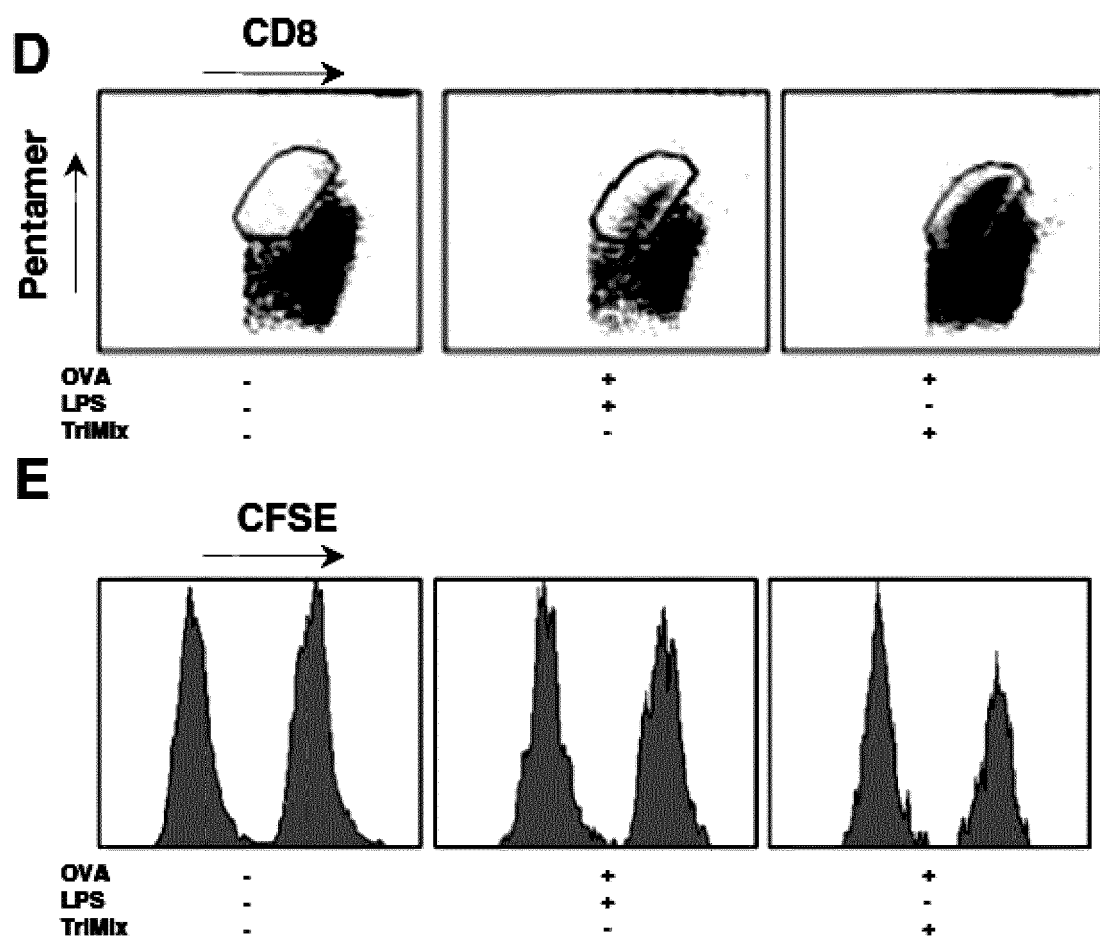 D
CD8
Pentamer
OVA - + +
LPS - + -
TriMix - - +
E
CFSE
OVA - + +
LPS - + -
TriMix - - +